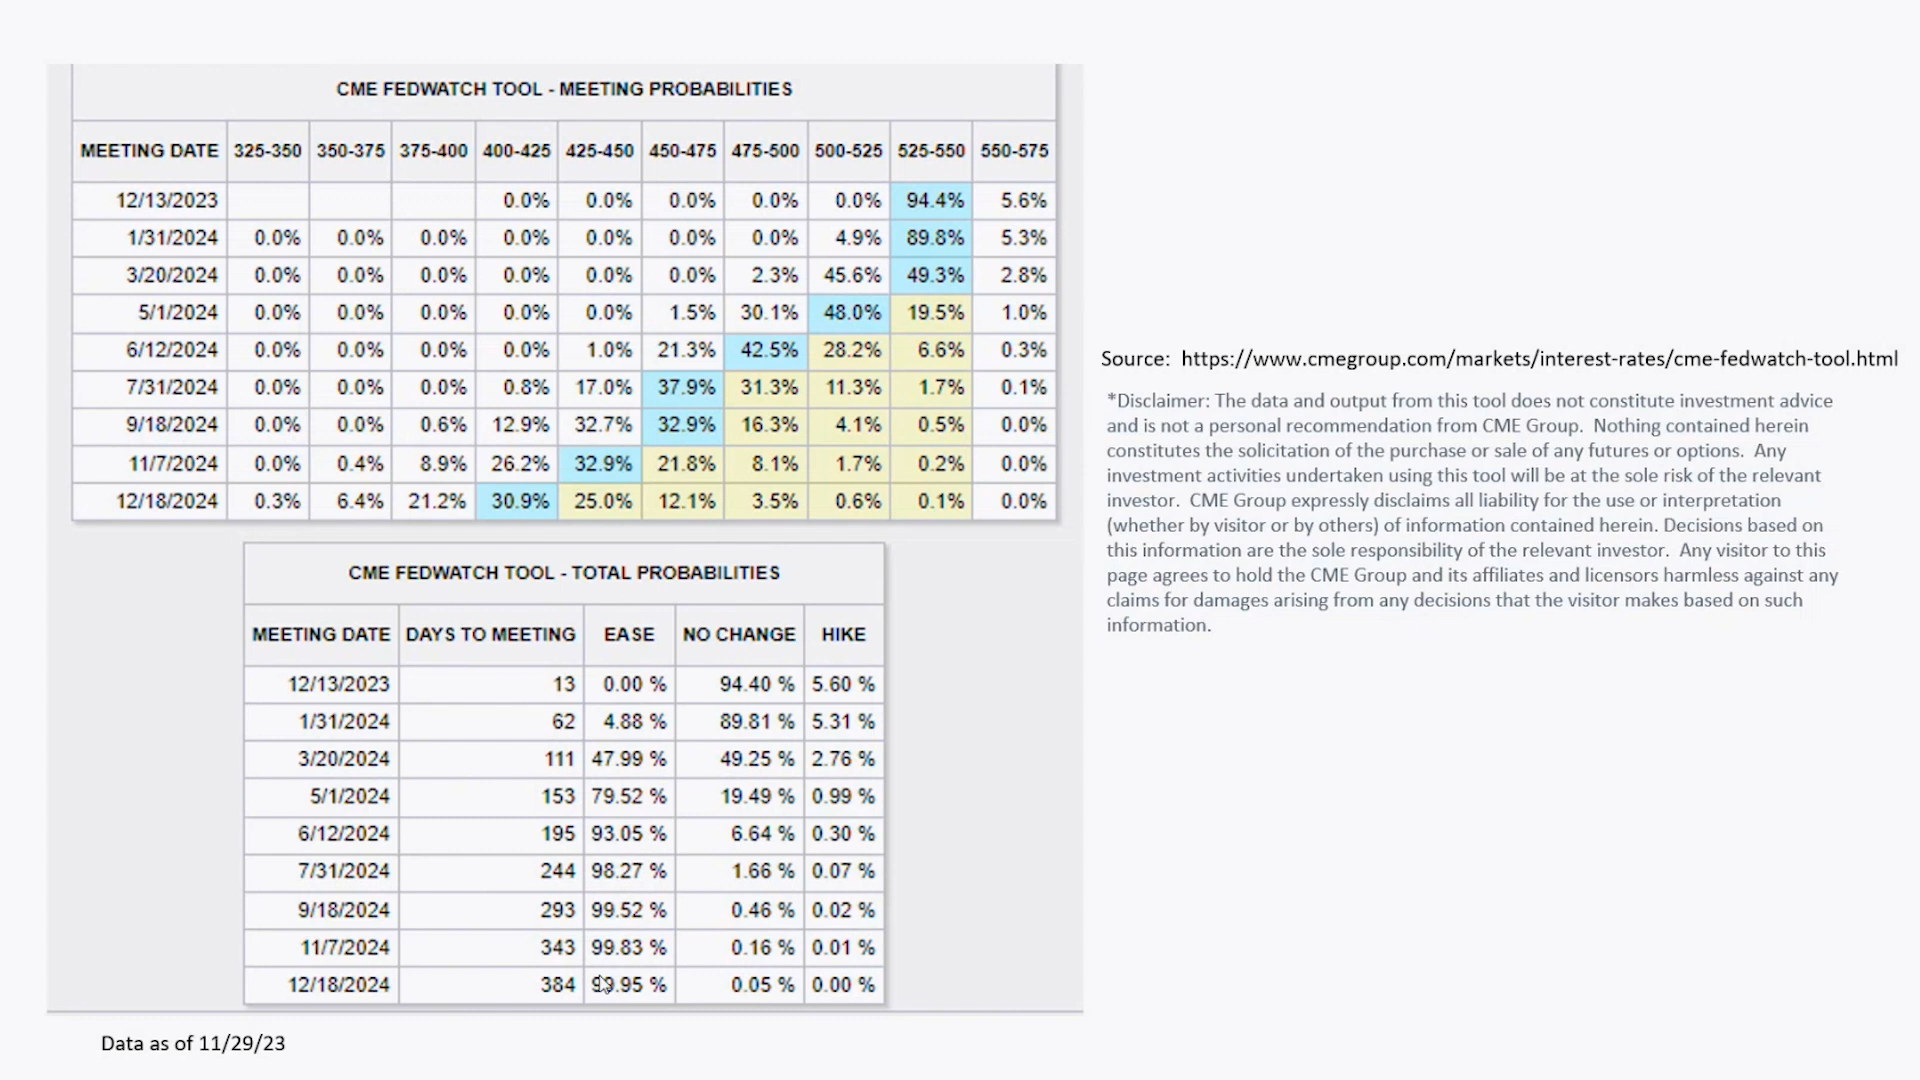 CME FEDWATCH TOOL - MEETING PROBABILITIES
MEETING DATE 325-350 350-375 375-400 400-425 425-450 450-475 475-500 500-525 525-550 550-575
12/13/2023 0.0% 0.0% 0.0% 0.0% 0.0% 94.4% 5.6%
1/31/2024 0.0% 0.0% 0.0% 0.0% 0.0% 0.0% 0.0% 4.9% 89.8% 5.3%
3/20/2024 0.0% 0.0% 0.0% 0.0% 0.0% 0.0% 2.3% 45.6% 49.3% 2.8%
5/1/2024 0.0% 0.0% 0.0% 0.0% 0.0% 1.5% 30.1% 48.0% 19.5% 1.0%
6/12/2024 0.0% 0.0% 0.0% 0.0% 1.0% 21.3% 42.5% 28.2% 6.6% 0.3%
7/31/2024 0.0% 0.0% 0.0% 0.8% 17.0% 37.9% 31.3% 11.3% 1.7% 0.1%
9/18/2024 0.0% 0.0% 0.6% 12.9% 32.7% 32.9% 16.3% 4.1% 0.5% 0.0%
11/7/2024 0.0% 0.4% 8.9% 26.2% 32.9% 21.8% 8.1% 1.7% 0.2% 0.0%
12/18/2024 0.3% 6.4% 21.2% 30.9% 25.0% 12.1% 3.5% 0.6% 0.1% 0.0%
CME FEDWATCH TOOL - TOTAL PROBABILITIES
MEETING DATE DAYS TO MEETING EASE NO CHANGE HIKE
12/13/2023 13 0.00 % 94.40 % 5.60 %
1/31/2024 62 4.88 % 89.81 % 5.31 %
3/20/2024 111 47.99 % 49.25 % 2.76 %
5/1/2024 153 79.52 % 19.49 % 0.99 %
6/12/2024 195 93.05 % 6.64 % 0.30 %
7/31/2024 244 98.27 % 1.66 % 0.07 %
9/18/2024 293 99.52 % 0.46 % 0.02 %
11/7/2024 343 99.83 % 0.16 % 0.01 %
12/18/2024 384 99.95 % 0.05 % 0.00 %
Data as of 11/29/23
Source: https://www.cmegroup.com/markets/interest-rates/cme-fedwatch-tool.html
*Disclaimer: The data and output from this tool does not constitute investment advice
and is not a personal recommendation from CME Group. Nothing contained herein
constitutes the solicitation of the purchase or sale of any futures or options. Any
investment activities undertaken using this tool will be at the sole risk of the relevant
investor. CME Group expressly disclaims all liability for the use or interpretation
(whether by visitor or by others) of information contained herein. Decisions based on
this information are the sole responsibility of the relevant investor. Any visitor to this
page agrees to hold the CME Group and its affiliates and licensors harmless against any
claims for damages arising from any decisions that the visitor makes based on such
information.